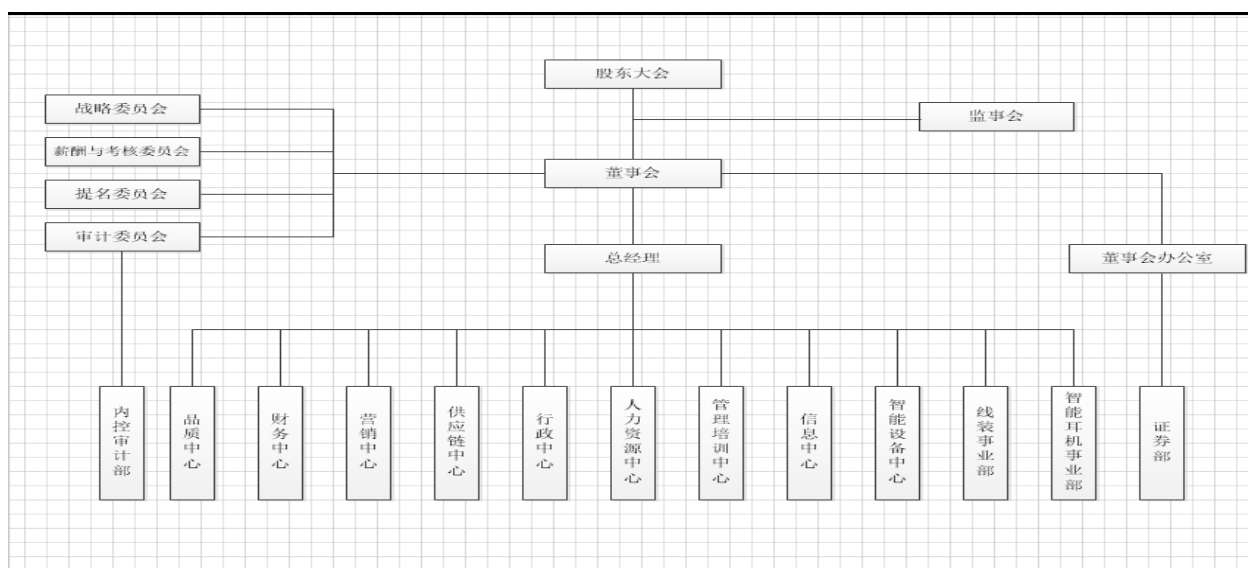 股东大会
战略委员会
监事会
薪酬与考核委员会
董事会
提名委员会
审计委员会
总经理
董事会办公室
内控审计部
品质中心
财务中心
营销中心
供应链中心
行政中心
人力资源中心
管理培训中心
信息中心
智能设备中心
线装事业部
智能耳机事业部
证券部